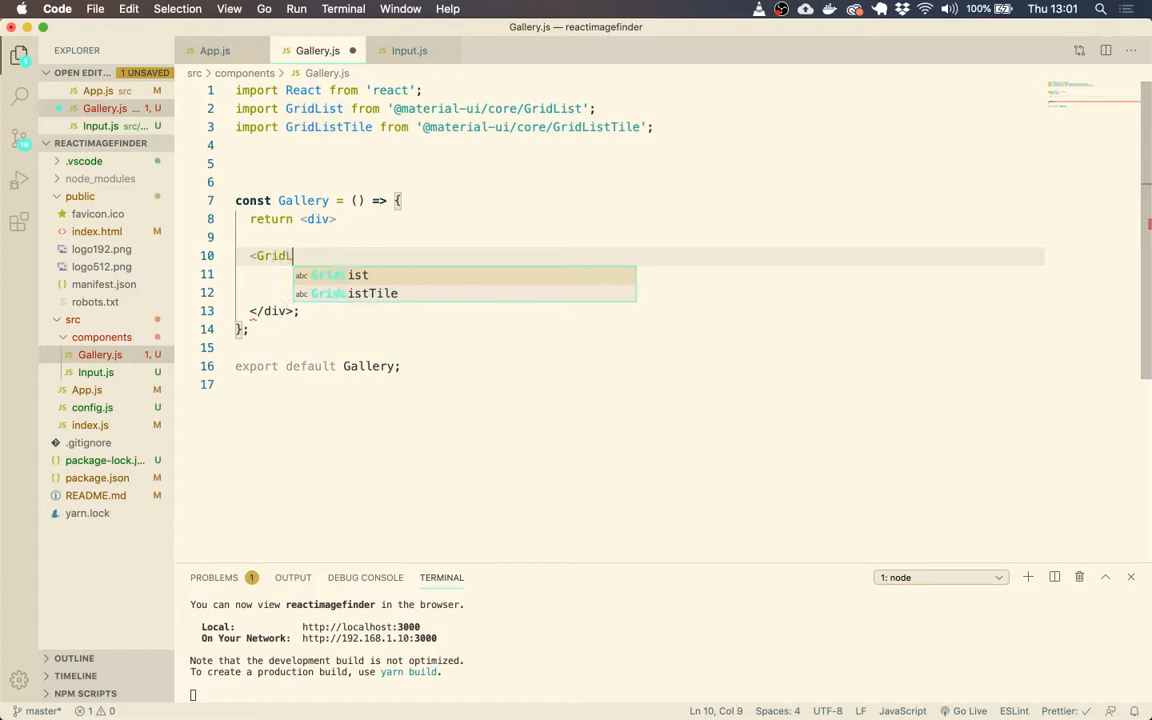 Code File Edit Selection View Go Run Terminal Window Help 100% Thu 13:01
Gallery.js — reactimagefinder
EXPLORER
OPEN EDIT... 1 UNSAVED
App.js src M
Gallery.js ... 1, U
Input.js src/... U
REACTIMAGEFINDER
.vscode
node_modules
public
favicon.ico
index.html M
logo192.png
logo512.png
manifest.json
robots.txt
src
components
Gallery.js 1, U
Input.js U
App.js M
config.js U
index.js M
.gitignore
package-lock.j... U
package.json M
README.md M
yarn.lock
OUTLINE
TIMELINE
NPM SCRIPTS
1
16
App.js Gallery.js Input.js
src > components > JS Gallery.js
1 import React from 'react';
2 import GridList from '@material-ui/core/GridList';
3 import GridListTile from '@material-ui/core/GridListTile';
4
5
6
7 const Gallery = () => {
8 return <div>
9
10 <GridL
abc GridList
11
abc GridListTile
12
13 </div>;
14 };
15
16 export default Gallery;
17
PROBLEMS 1 OUTPUT DEBUG CONSOLE TERMINAL 1: node
You can now view reactimagefinder in the browser.
Local: http://localhost:3000
On Your Network: http://192.168.1.10:3000
Note that the development build is not optimized.
To create a production build, use yarn build.
master* 1 0 Ln 10, Col 9 Spaces: 4 UTF-8 LF JavaScript Go Live ESLint Prettier: ✓